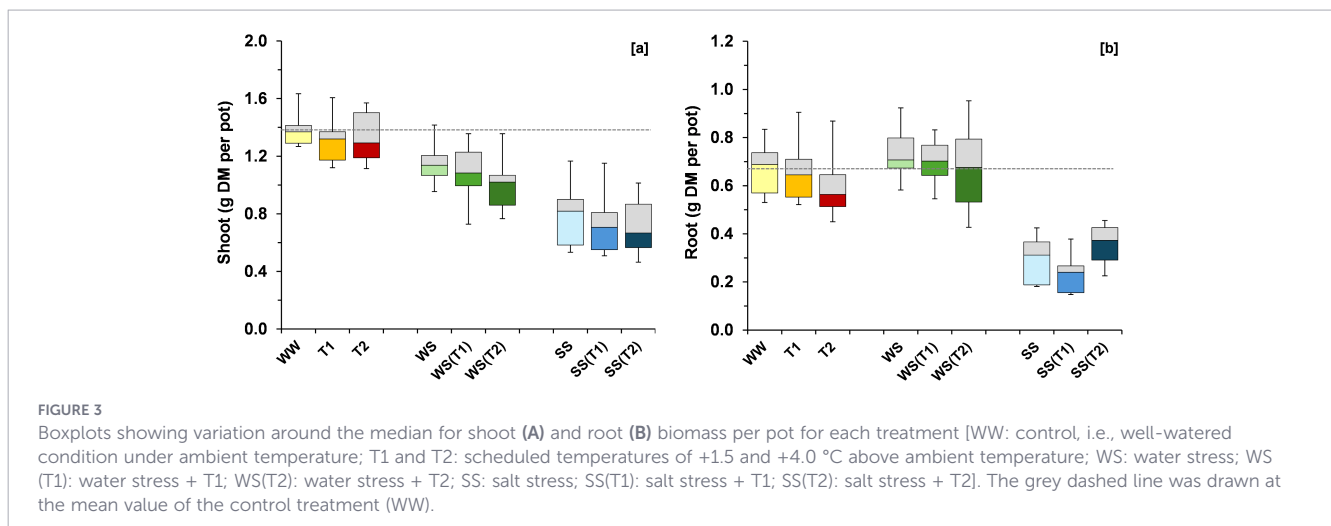 [a]
Shoot (g DM per pot)
2.0
1.6
1.2
0.8
0.4
0.0
WW
T1
T2
WS
WS(T1)
WS(T2)
SS
SS(T1)
SS(T2)
[b]
Root (g DM per pot)
1.2
1.0
0.8
0.6
0.4
0.2
0.0
WW
T1
T2
WS
WS(T1)
WS(T2)
SS
SS(T1)
SS(T2)
FIGURE 3
Boxplots showing variation around the median for shoot (A) and root (B) biomass per pot for each treatment [WW: control, i.e., well-watered
condition under ambient temperature; T1 and T2: scheduled temperatures of +1.5 and +4.0 °C above ambient temperature; WS: water stress; WS
(T1): water stress + T1; WS(T2): water stress + T2; SS: salt stress; SS(T1): salt stress + T1; SS(T2): salt stress + T2]. The grey dashed line was drawn at
the mean value of the control treatment (WW).